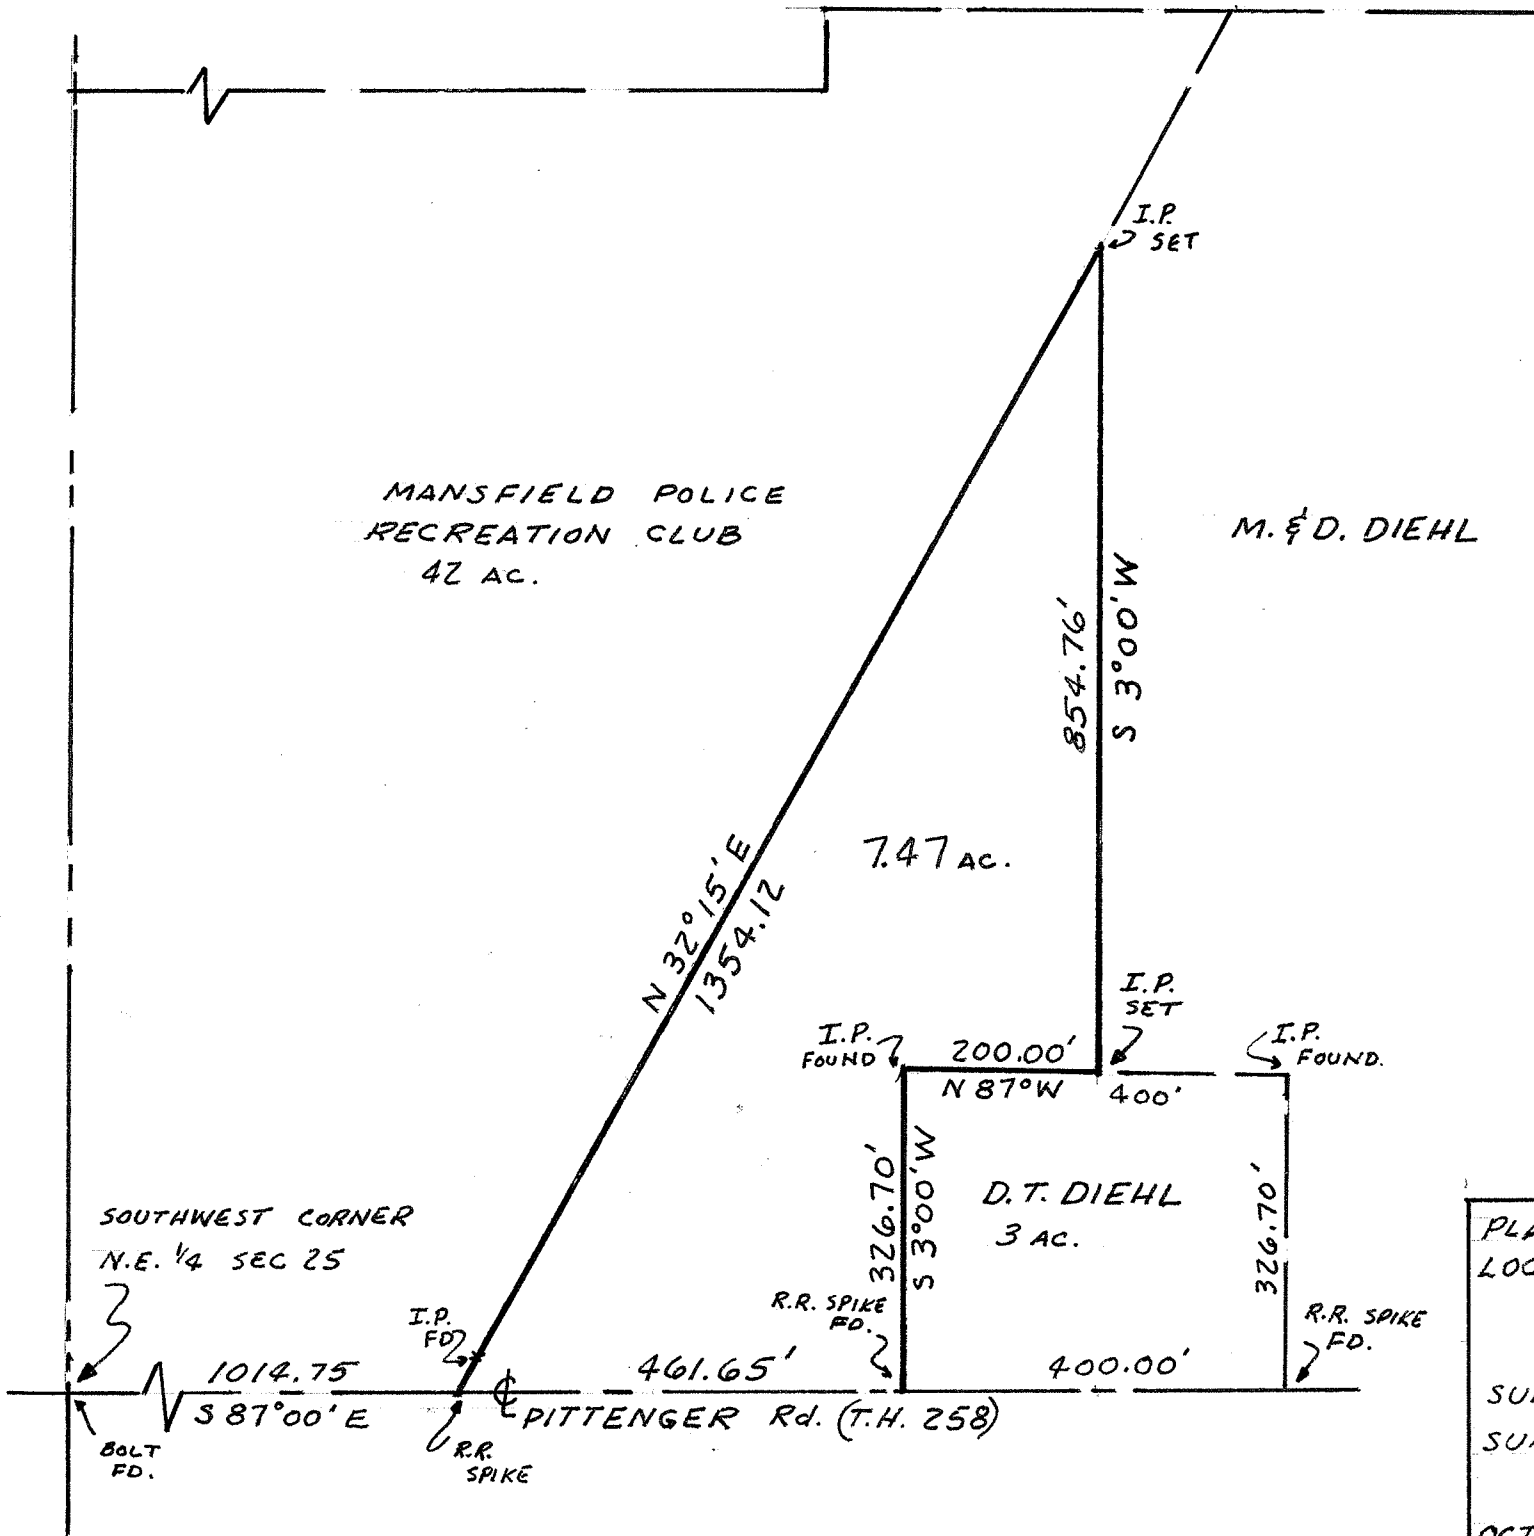 I.P.
SET
MANSFIELD POLICE
RECREATION CLUB
42 AC.
M. & D. DIEHL
854.76'
S 3°00' W
7.47 AC.
N 32°15' E
1354.12
I.P.
SET
I.P.
FOUND
200.00'
N 87° W
400'
I.P.
FOUND.
326.70'
S 3°00' W
D. T. DIEHL
3 AC.
326.70'
SOUTHWEST CORNER
N.E. 1/4 SEC 25
I.P.
FD
R.R. SPIKE
FD.
R.R. SPIKE
FD.
1014.75
S 87°00' E
461.65'
400.00'
℄ PITTENGER Rd. (T.H. 258)
BOLT
FD.
R.R.
SPIKE